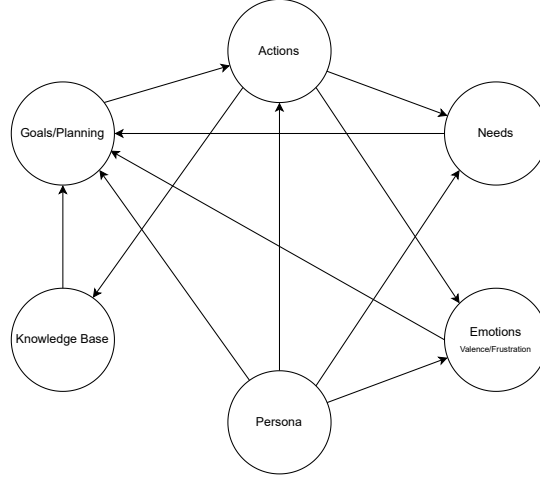 Actions
Goals/Planning
Needs
Knowledge Base
Emotions
Valence/Frustration
Persona